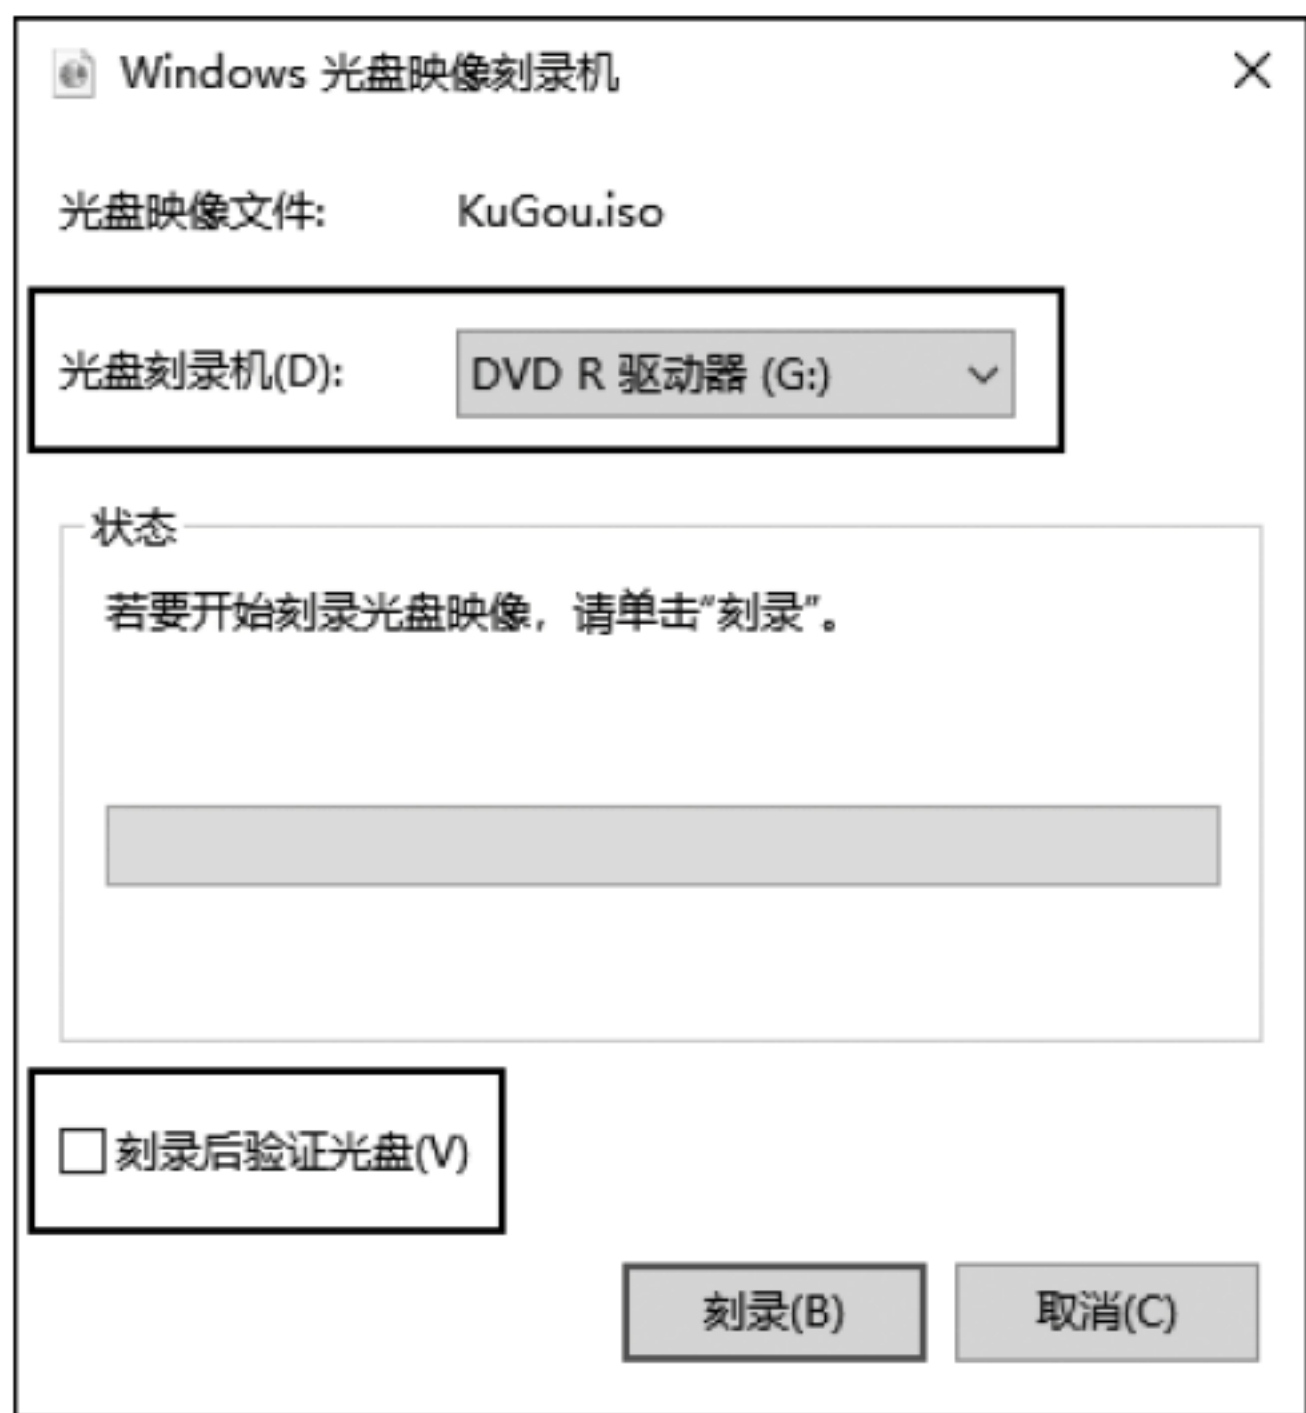 Windows 光盘映像刻录机
光盘映像文件: KuGou.iso
光盘刻录机(D): DVD R 驱动器 (G:)
状态
若要开始刻录光盘映像，请单击“刻录”。
刻录后验证光盘(V)
刻录(B) 取消(C)